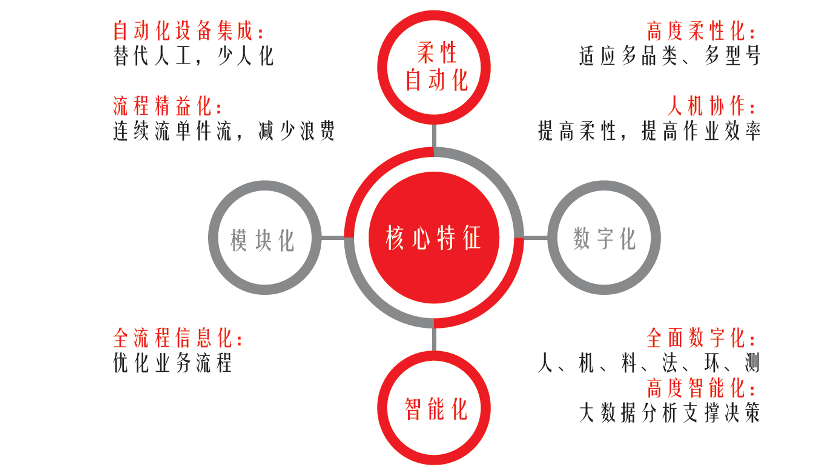 自动化设备集成：
替代人工，少人化
流程精益化：
连续流单件流，减少浪费
柔性
自动化
高度柔性化：
适应多品类、多型号
人机协作：
提高柔性，提高作业效率
模块化
核心特征
数字化
全流程信息化：
优化业务流程
智能化
全面数字化：
人、机、料、法、环、测
高度智能化：
大数据分析支撑决策